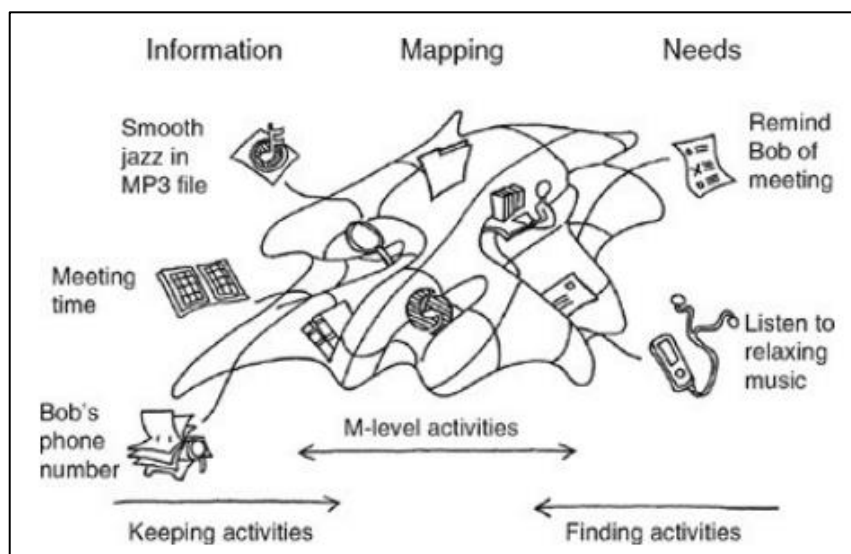 Information
Mapping
Needs
Smooth
jazz in
MP3 file
Remind
Bob of
meeting
Meeting
time
Listen to
relaxing
music
Bob's
phone
number
M-level activities
Keeping activities
Finding activities